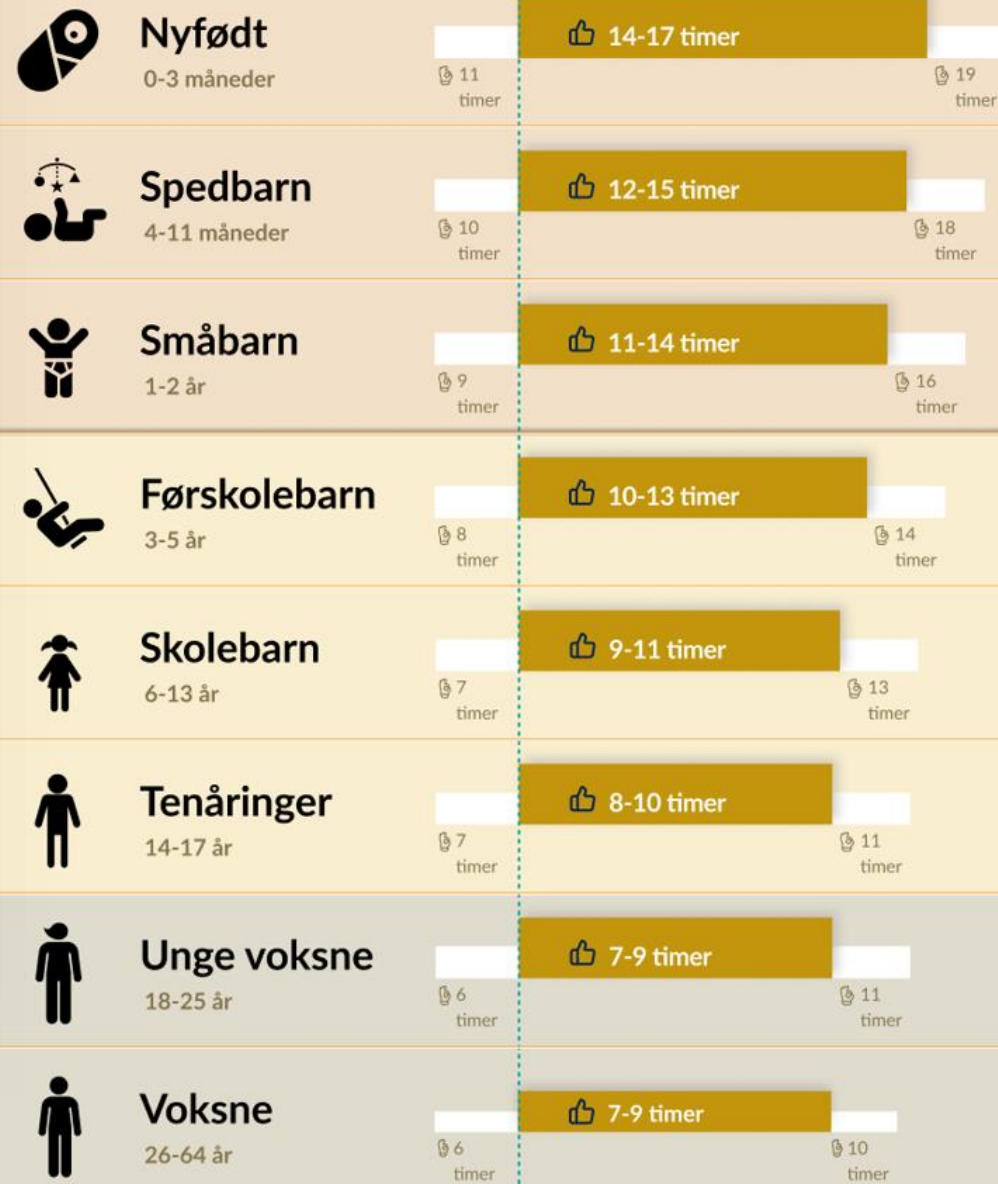 Nyfødt
0-3 måneder
14-17 timer
11
timer
19
timer
Spedbarn
4-11 måneder
12-15 timer
10
timer
18
timer
Småbarn
1-2 år
11-14 timer
9
timer
16
timer
Førskolebarn
3-5 år
10-13 timer
8
timer
14
timer
Skolebarn
6-13 år
9-11 timer
7
timer
13
timer
Tenåringer
14-17 år
8-10 timer
7
timer
11
timer
Unge voksne
18-25 år
7-9 timer
6
timer
11
timer
Voksne
26-64 år
7-9 timer
6
timer
10
timer